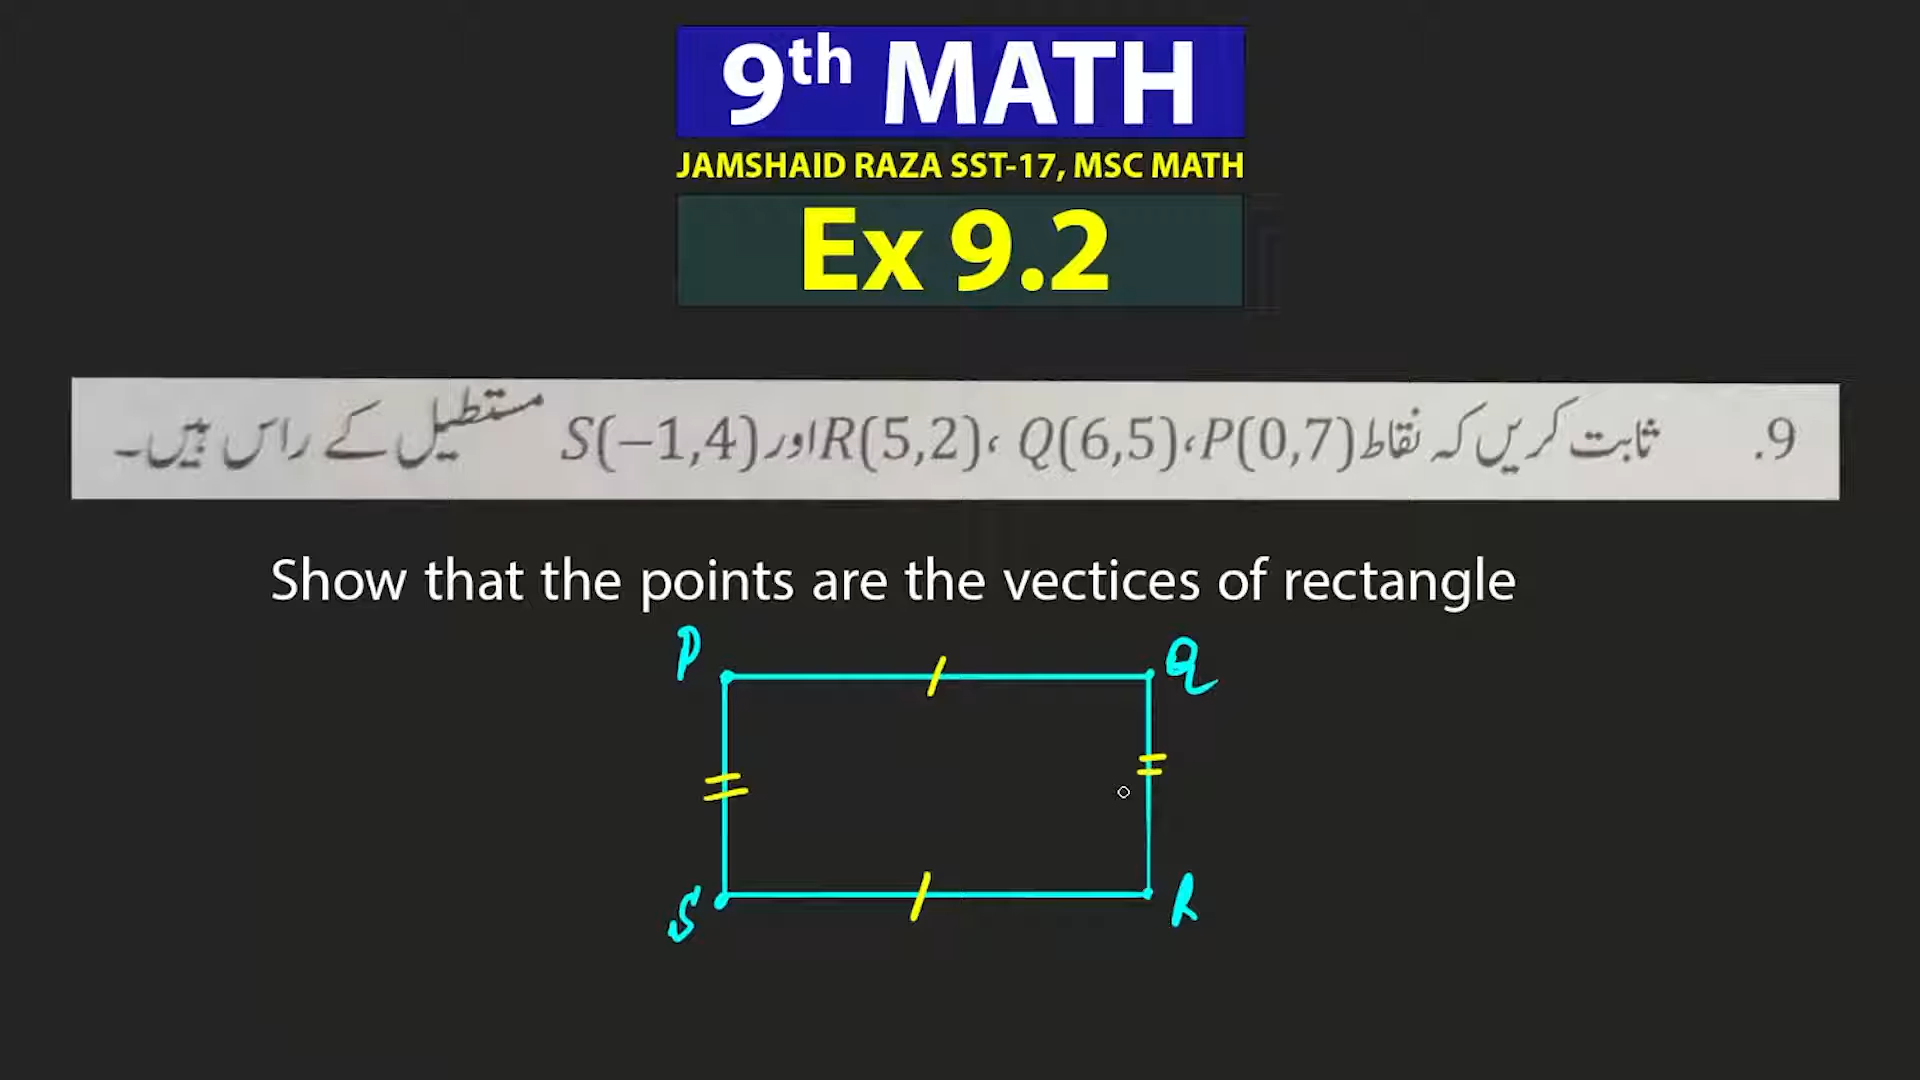 9th MATH
JAMSHAID RAZA SST-17, MSC MATH
Ex 9.2
9. ثابت کریں کہ نقاط P(0,7)، Q(6,5)، R(5,2) اور S(−1,4) مستطیل کے راس ہیں۔
Show that the points are the vectices of rectangle
P Q
S R